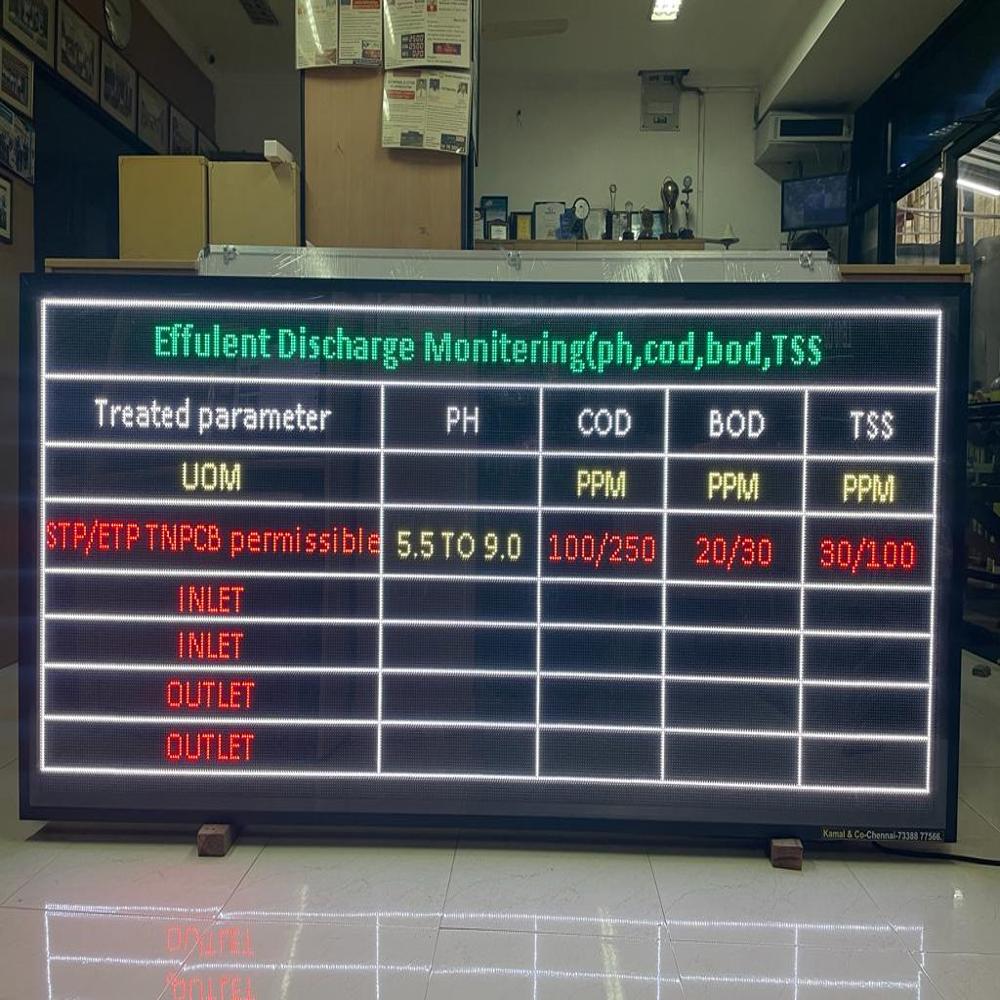 Effulent Discharge Monitering(ph,cod,bod,TSS
Treated parameter PH COD BOD TSS
UOM PPM PPM PPM
STP/ETP TNPCB permissible 5.5 TO 9.0 100/250 20/30 30/100
INLET
INLET
OUTLET
OUTLET
Kamal & Co-Chennai-73388 77566.